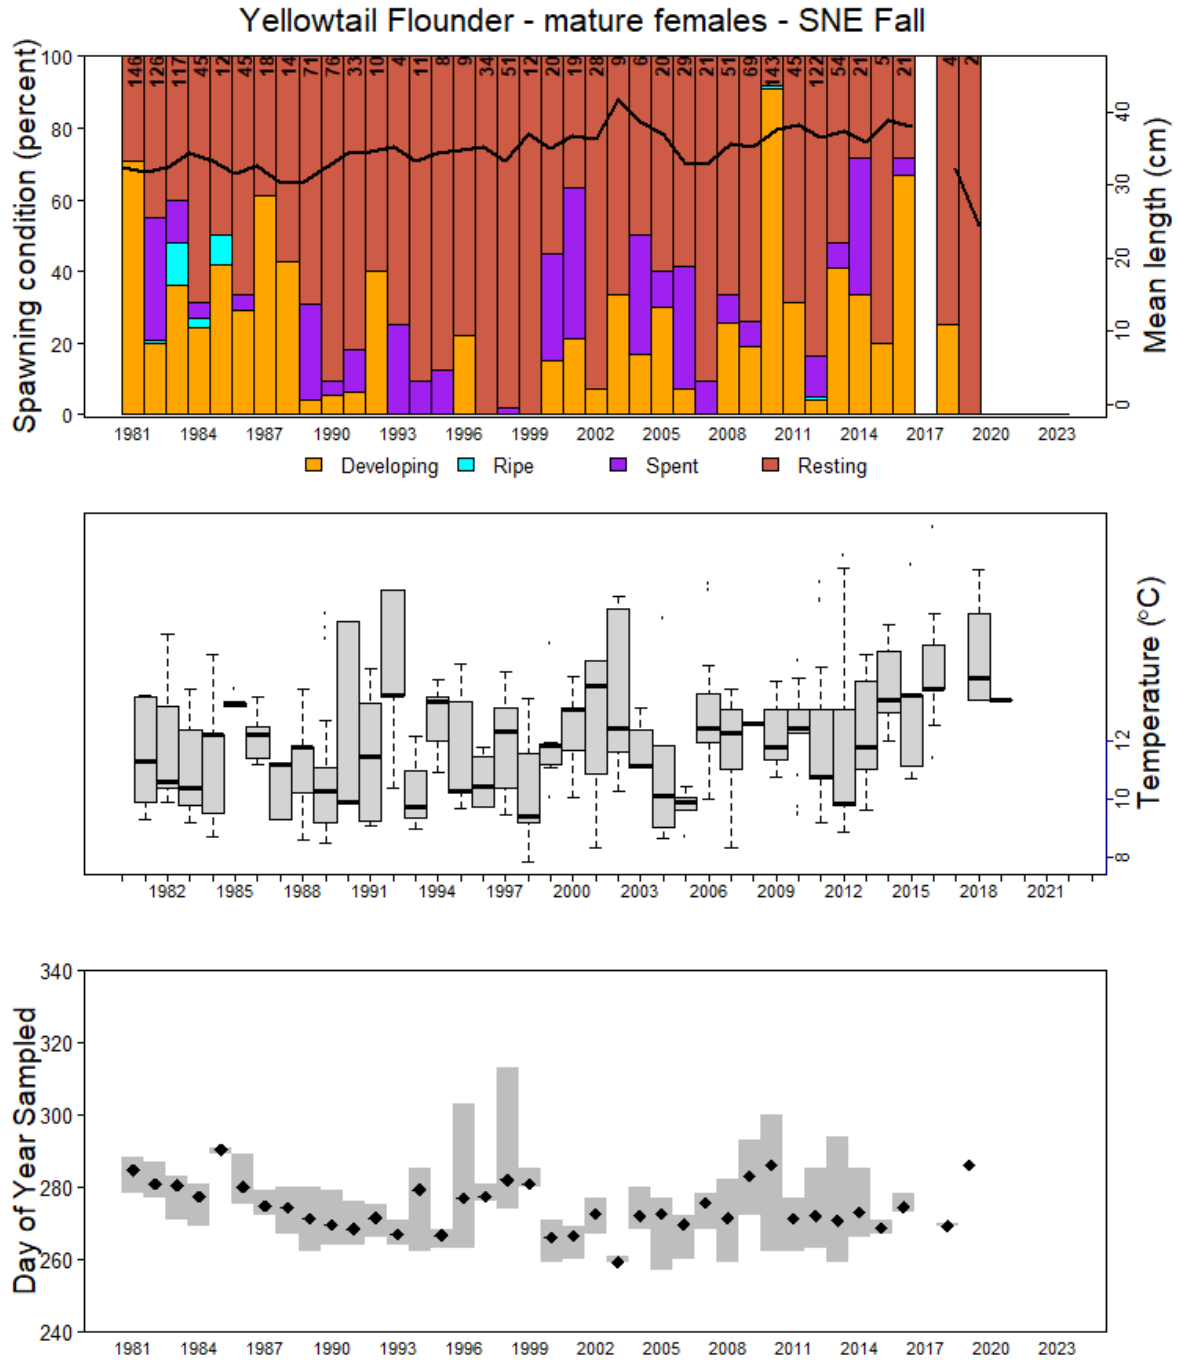 Yellowtail Flounder - mature females - SNE Fall
Spawning condition (percent)
100
80
60
40
20
0
146 126 117 45 12 45 18 14 71 76 33 10 4 11 8 9 34 51 12 20 19 28 9 6 20 29 21 51 69 143 45 122 54 21 5 21 4 2
40
30
20
10
0
Mean length (cm)
1981 1984 1987 1990 1993 1996 1999 2002 2005 2008 2011 2014 2017 2020 2023
Developing Ripe Spent Resting
12
10
8
Temperature (°C)
1982 1985 1988 1991 1994 1997 2000 2003 2006 2009 2012 2015 2018 2021
Day of Year Sampled
340
320
300
280
260
240
1981 1984 1987 1990 1993 1996 1999 2002 2005 2008 2011 2014 2017 2020 2023